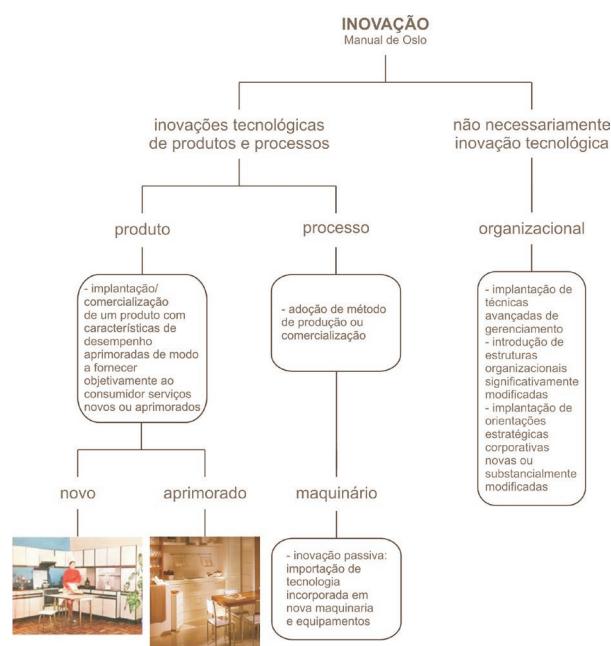 INOVAÇÃO
Manual de Oslo
inovações tecnológicas
de produtos e processos
não necessariamente
inovação tecnológica
produto
processo
organizacional
- implantação/
comercialização
de um produto com
características de
desempenho
aprimoradas de modo
a fornecer
objetivamente ao
consumidor serviços
novos ou aprimorados
- adoção de método
de produção ou
comercialização
- implantação de
técnicas
avançadas de
gerenciamento
- introdução de
estruturas
organizacionais
significativamente
modificadas
- implantação de
orientações
estratégicas
corporativas
novas ou
substancialmente
modificadas
novo
aprimorado
maquinário
- inovação passiva:
importação de
tecnologia
incorporada em
nova maquinaria
e equipamentos